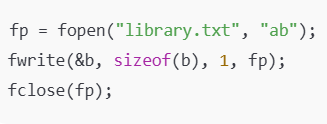 fp = fopen("library.txt", "ab");
fwrite(&b, sizeof(b), 1, fp);
fclose(fp);